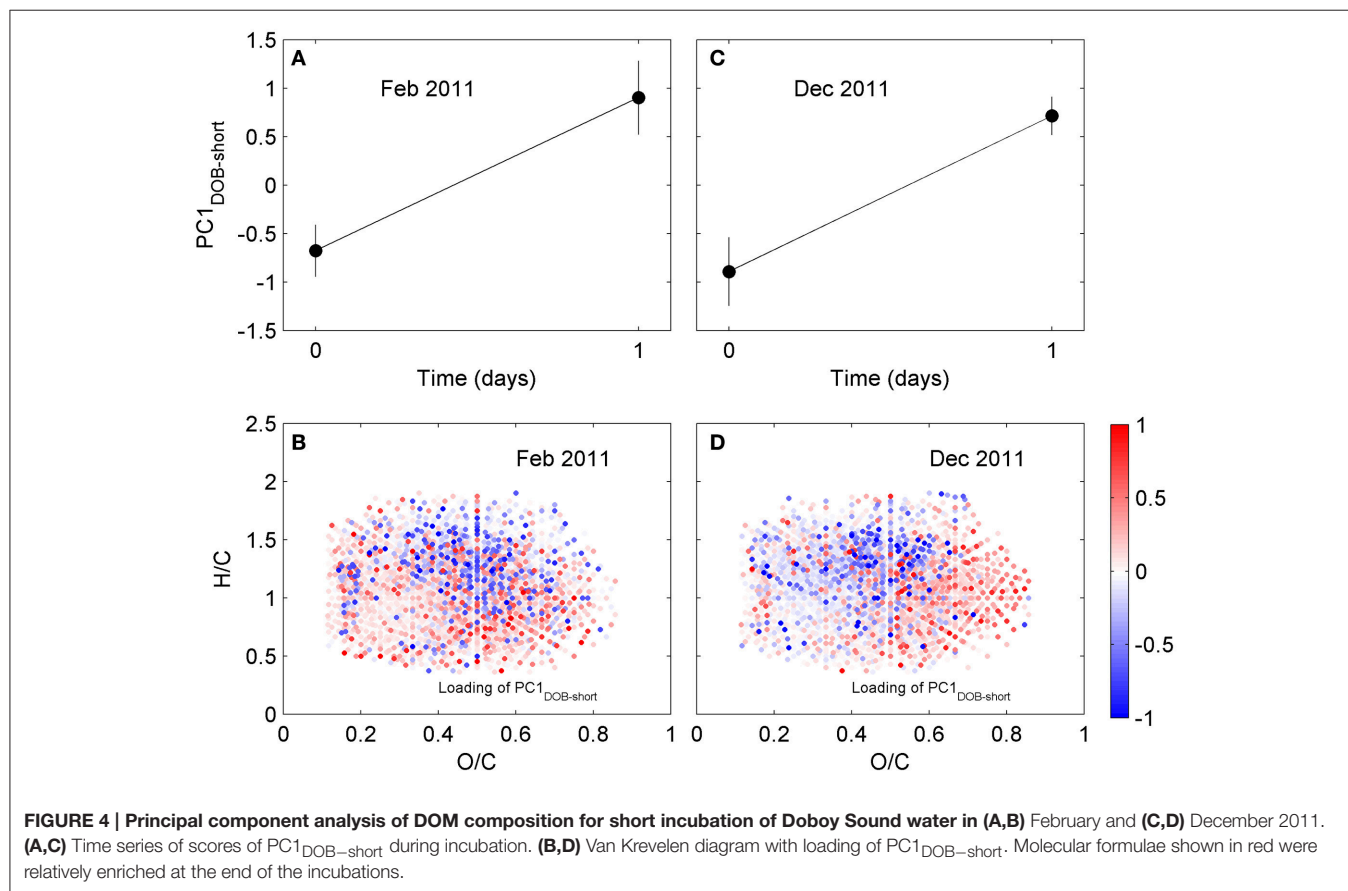 A
Feb 2011
1.5
1
0.5
0
-0.5
-1
-1.5
PC1DOB-short
0
1
Time (days)
C
Dec 2011
0
1
Time (days)
B
Feb 2011
2.5
2
1.5
1
0.5
0
H/C
Loading of PC1DOB-short
0
0.2
0.4
0.6
0.8
1
O/C
D
Dec 2011
Loading of PC1DOB-short
0.2
0.4
0.6
0.8
1
O/C
1
0.5
0
-0.5
-1
FIGURE 4 | Principal component analysis of DOM composition for short incubation of Doboy Sound water in (A,B) February and (C,D) December 2011.
(A,C) Time series of scores of PC1DOB−short during incubation. (B,D) Van Krevelen diagram with loading of PC1DOB−short. Molecular formulae shown in red were
relatively enriched at the end of the incubations.